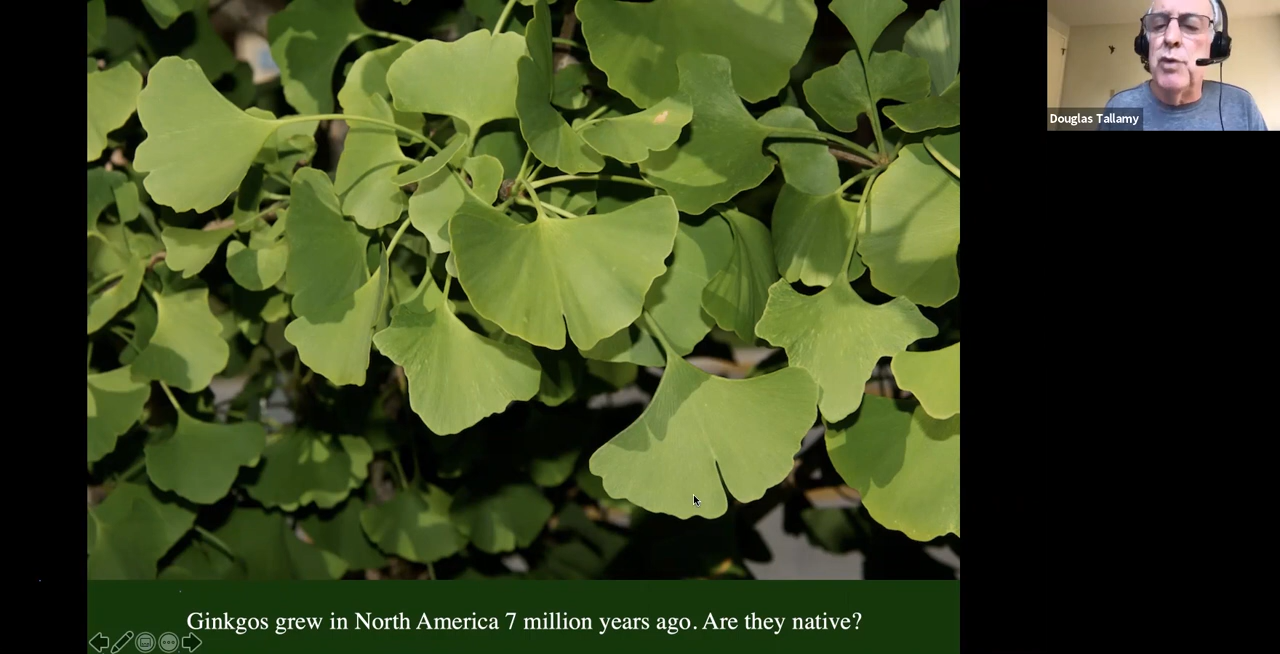 Douglas Tallamy
Ginkgos grew in North America 7 million years ago. Are they native?